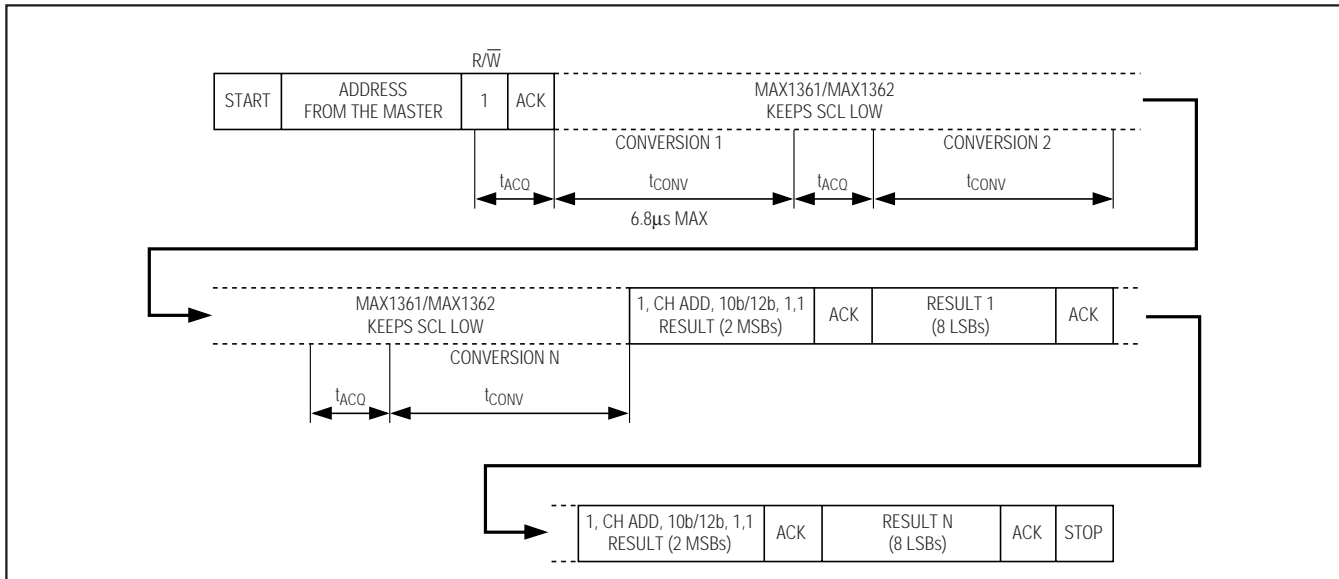 R/W̅
START
ADDRESS
FROM THE MASTER
1
ACK
MAX1361/MAX1362
KEEPS SCL LOW
CONVERSION 1
CONVERSION 2
tACQ
tCONV
tACQ
tCONV
6.8μs MAX
MAX1361/MAX1362
KEEPS SCL LOW
1, CH ADD, 10b/12b, 1,1
RESULT (2 MSBs)
ACK
RESULT 1
(8 LSBs)
ACK
CONVERSION N
tACQ
tCONV
1, CH ADD, 10b/12b, 1,1
RESULT (2 MSBs)
ACK
RESULT N
(8 LSBs)
ACK
STOP